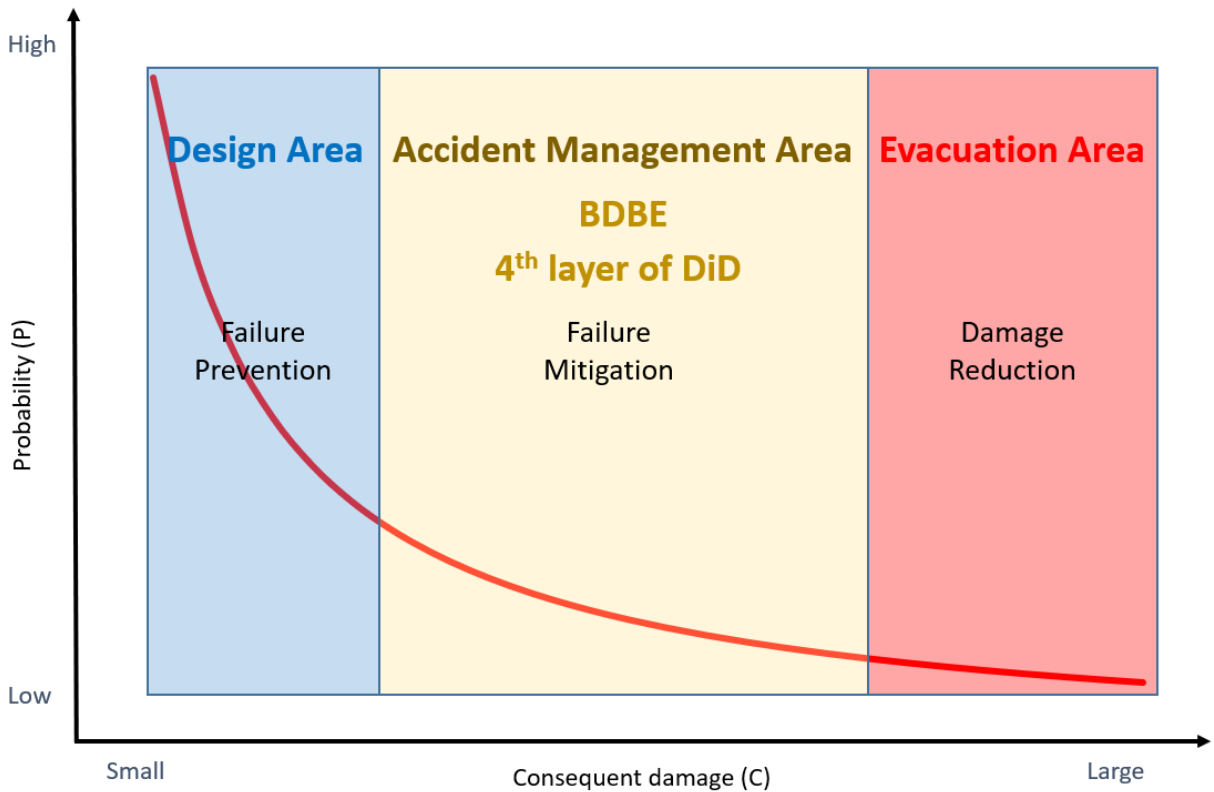 High
Design Area
Accident Management Area
Evacuation Area
BDBE
4th layer of DiD
Failure
Prevention
Failure
Mitigation
Damage
Reduction
Probability (P)
Low
Small
Consequent damage (C)
Large